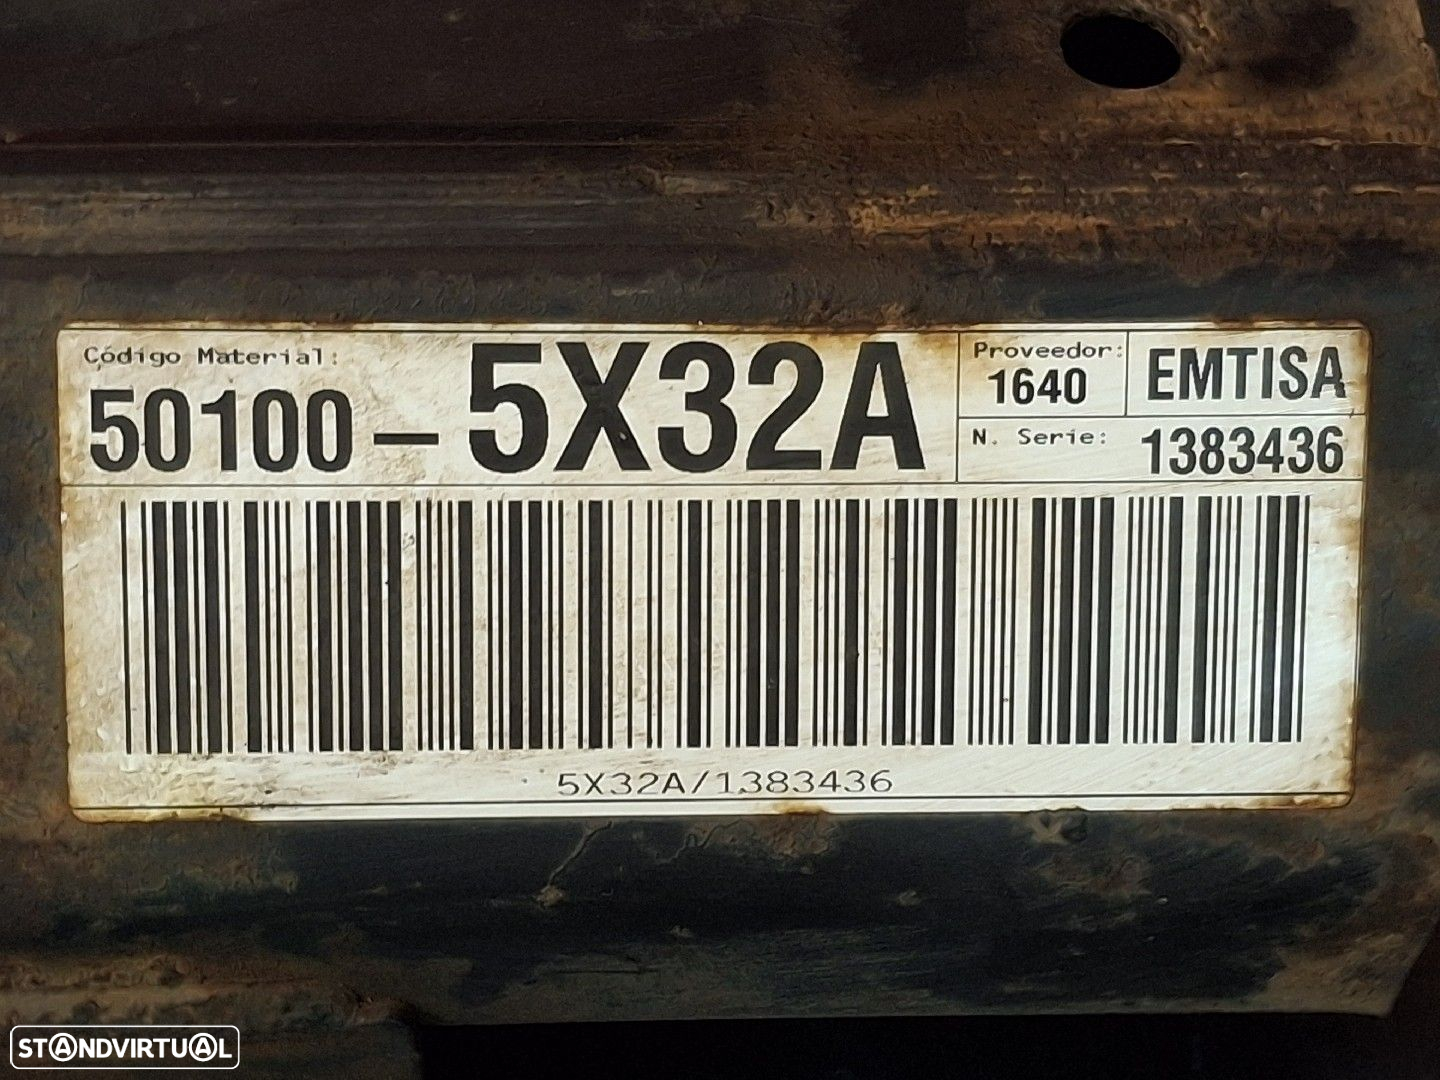 Código Material:
50100 - 5X32A
Proveedor:
1640
EMTISA
N. Serie:
1383436
5X32A/1383436
STANDVIRTUAL